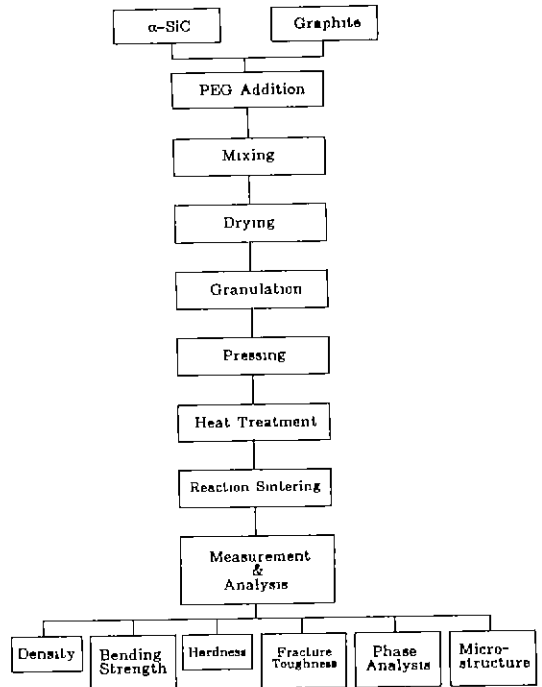 α-SiC
Graphite
PEG Addition
Mixing
Drying
Granulation
Pressing
Heat Treatment
Reaction Sintering
Measurement
&
Analysis
Density
Bending
Strength
Hardness
Fracture
Toughness
Phase
Analysis
Micro-
structure